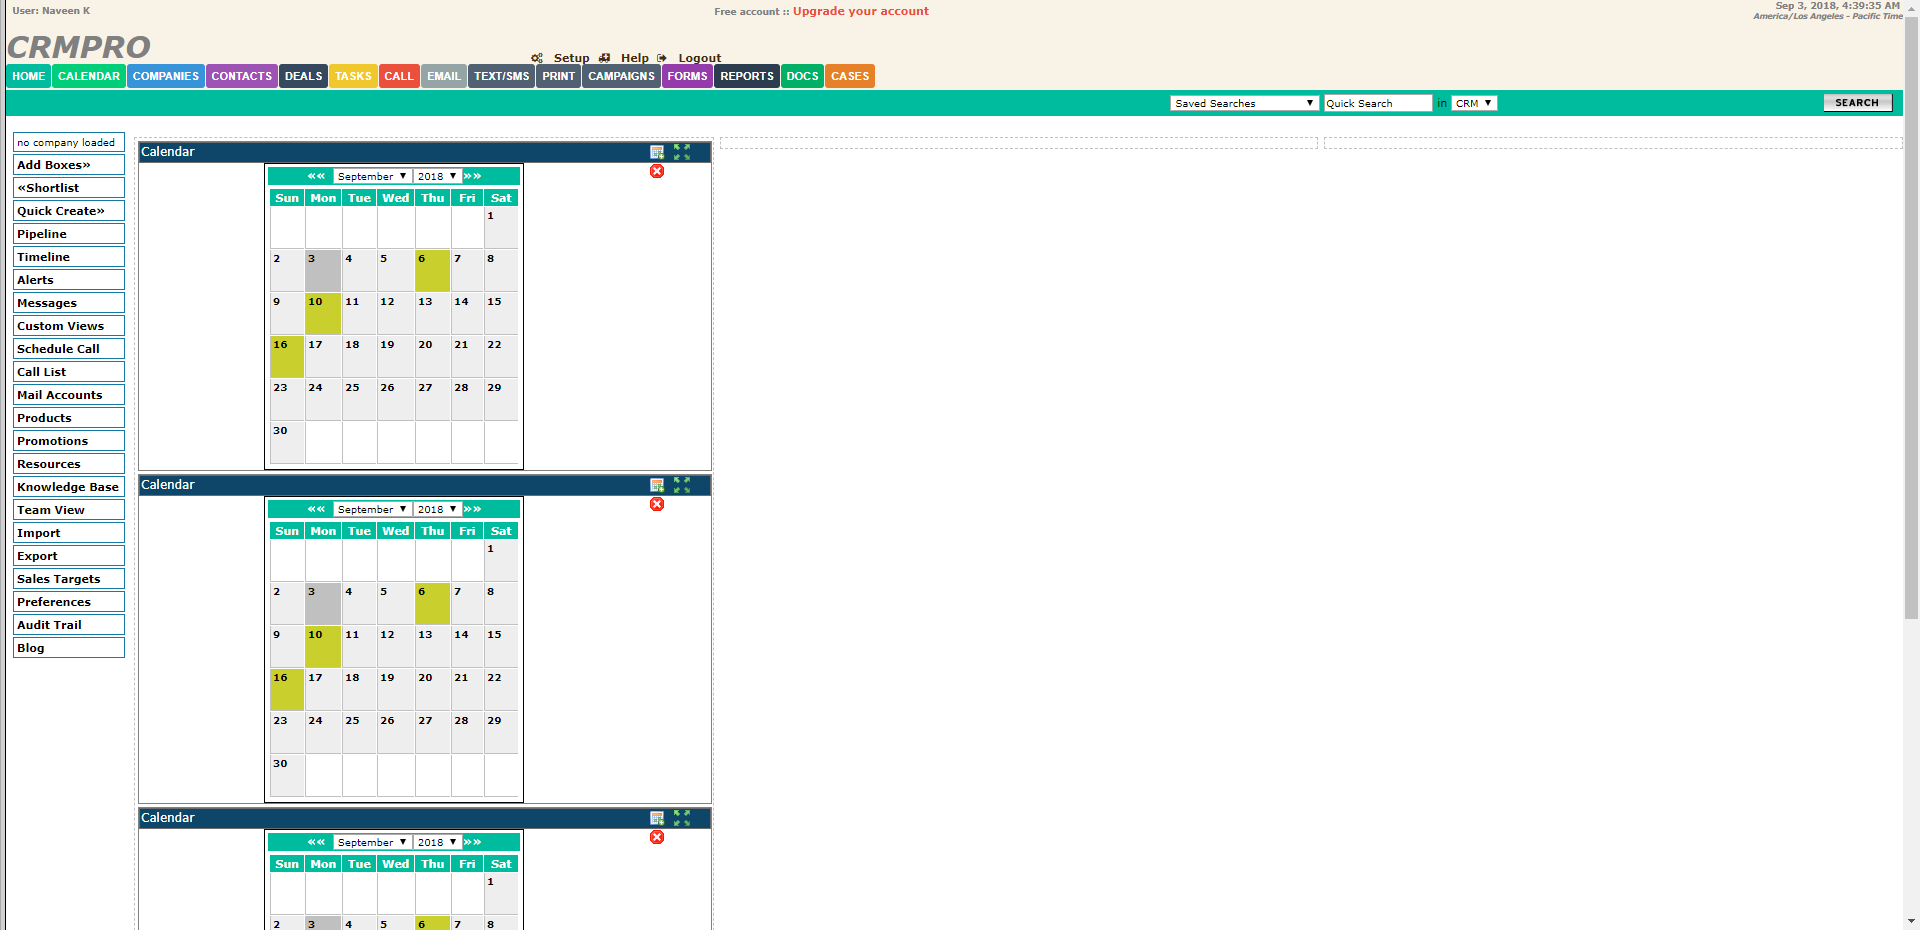 User: Naveen K
Free account :: Upgrade your account
Sep 3, 2018, 4:39:35 AM
America/Los Angeles - Pacific Time
CRMPRO
Setup Help Logout
HOME CALENDAR COMPANIES CONTACTS DEALS TASKS CALL EMAIL TEXT/SMS PRINT CAMPAIGNS FORMS REPORTS DOCS CASES
Saved Searches Quick Search in CRM SEARCH
no company loaded
Add Boxes»
«Shortlist
Quick Create»
Pipeline
Timeline
Alerts
Messages
Custom Views
Schedule Call
Call List
Mail Accounts
Products
Promotions
Resources
Knowledge Base
Team View
Import
Export
Sales Targets
Preferences
Audit Trail
Blog
Calendar
«« September 2018 »»
Sun Mon Tue Wed Thu Fri Sat
1
2 3 4 5 6 7 8
9 10 11 12 13 14 15
16 17 18 19 20 21 22
23 24 25 26 27 28 29
30
Calendar
«« September 2018 »»
Sun Mon Tue Wed Thu Fri Sat
1
2 3 4 5 6 7 8
9 10 11 12 13 14 15
16 17 18 19 20 21 22
23 24 25 26 27 28 29
30
Calendar
«« September 2018 »»
Sun Mon Tue Wed Thu Fri Sat
1
2 3 4 5 6 7 8